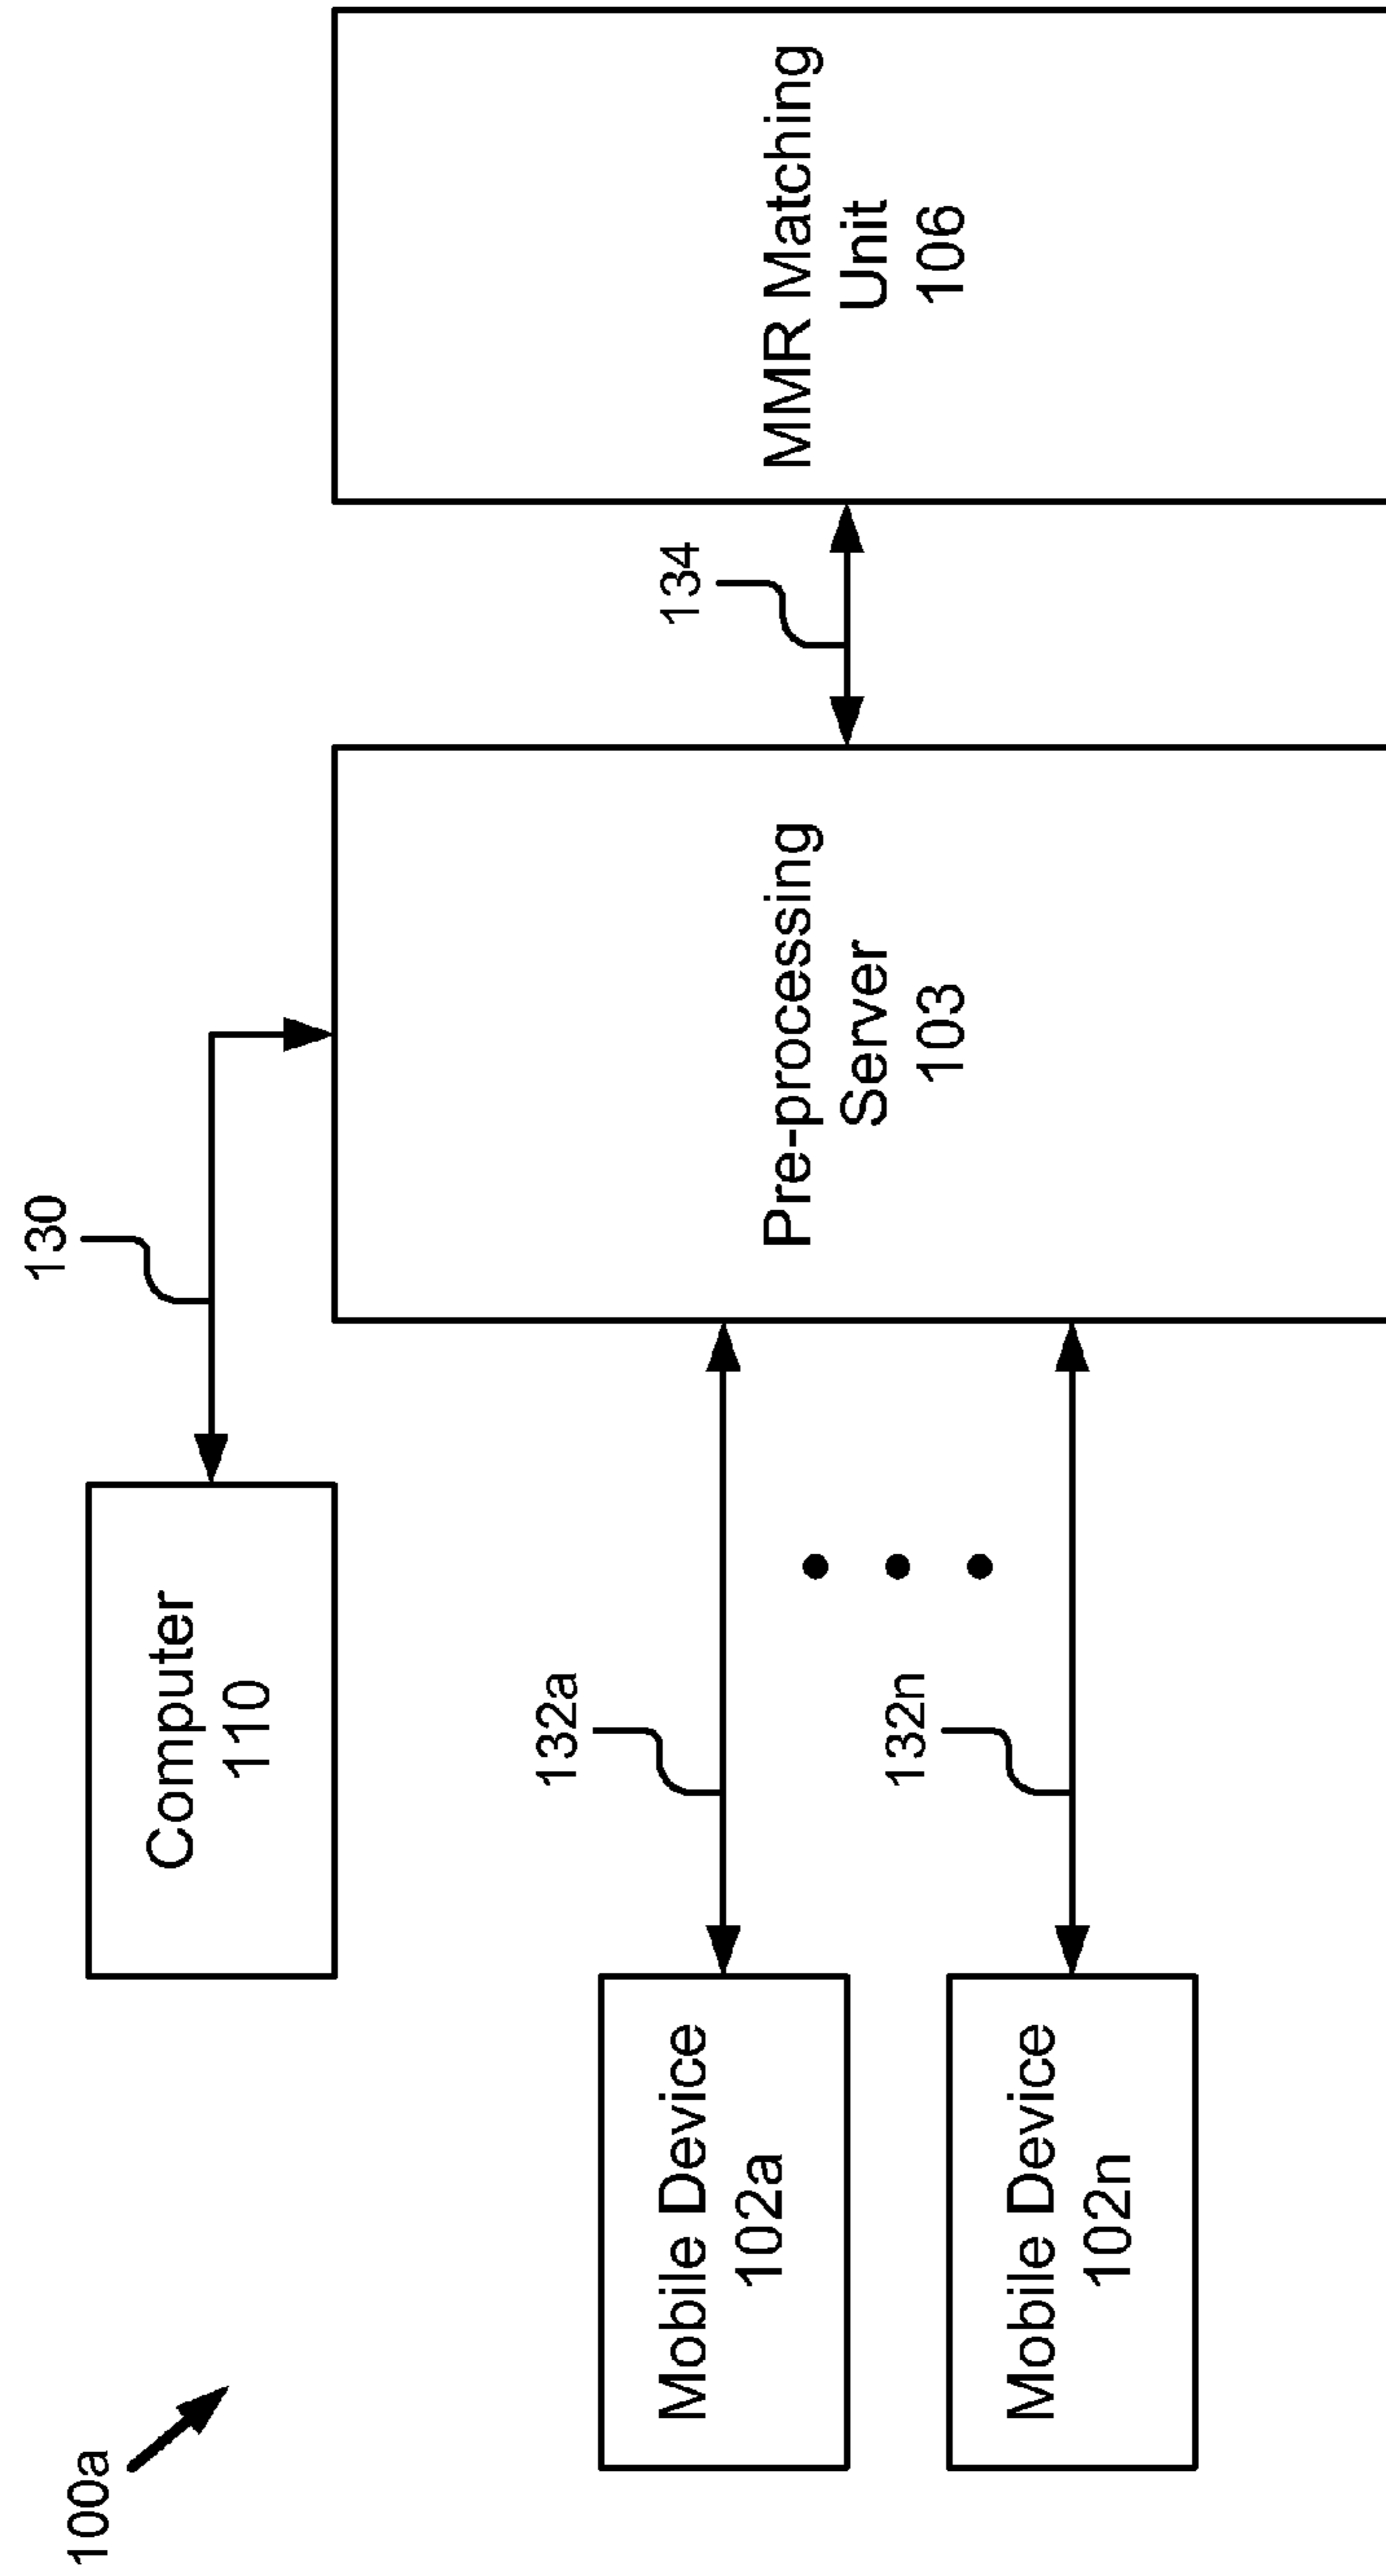 100a
130
Computer
110
132a
Mobile Device
102a
132n
Mobile Device
102n
Pre-processing
Server
103
134
MMR Matching
Unit
106